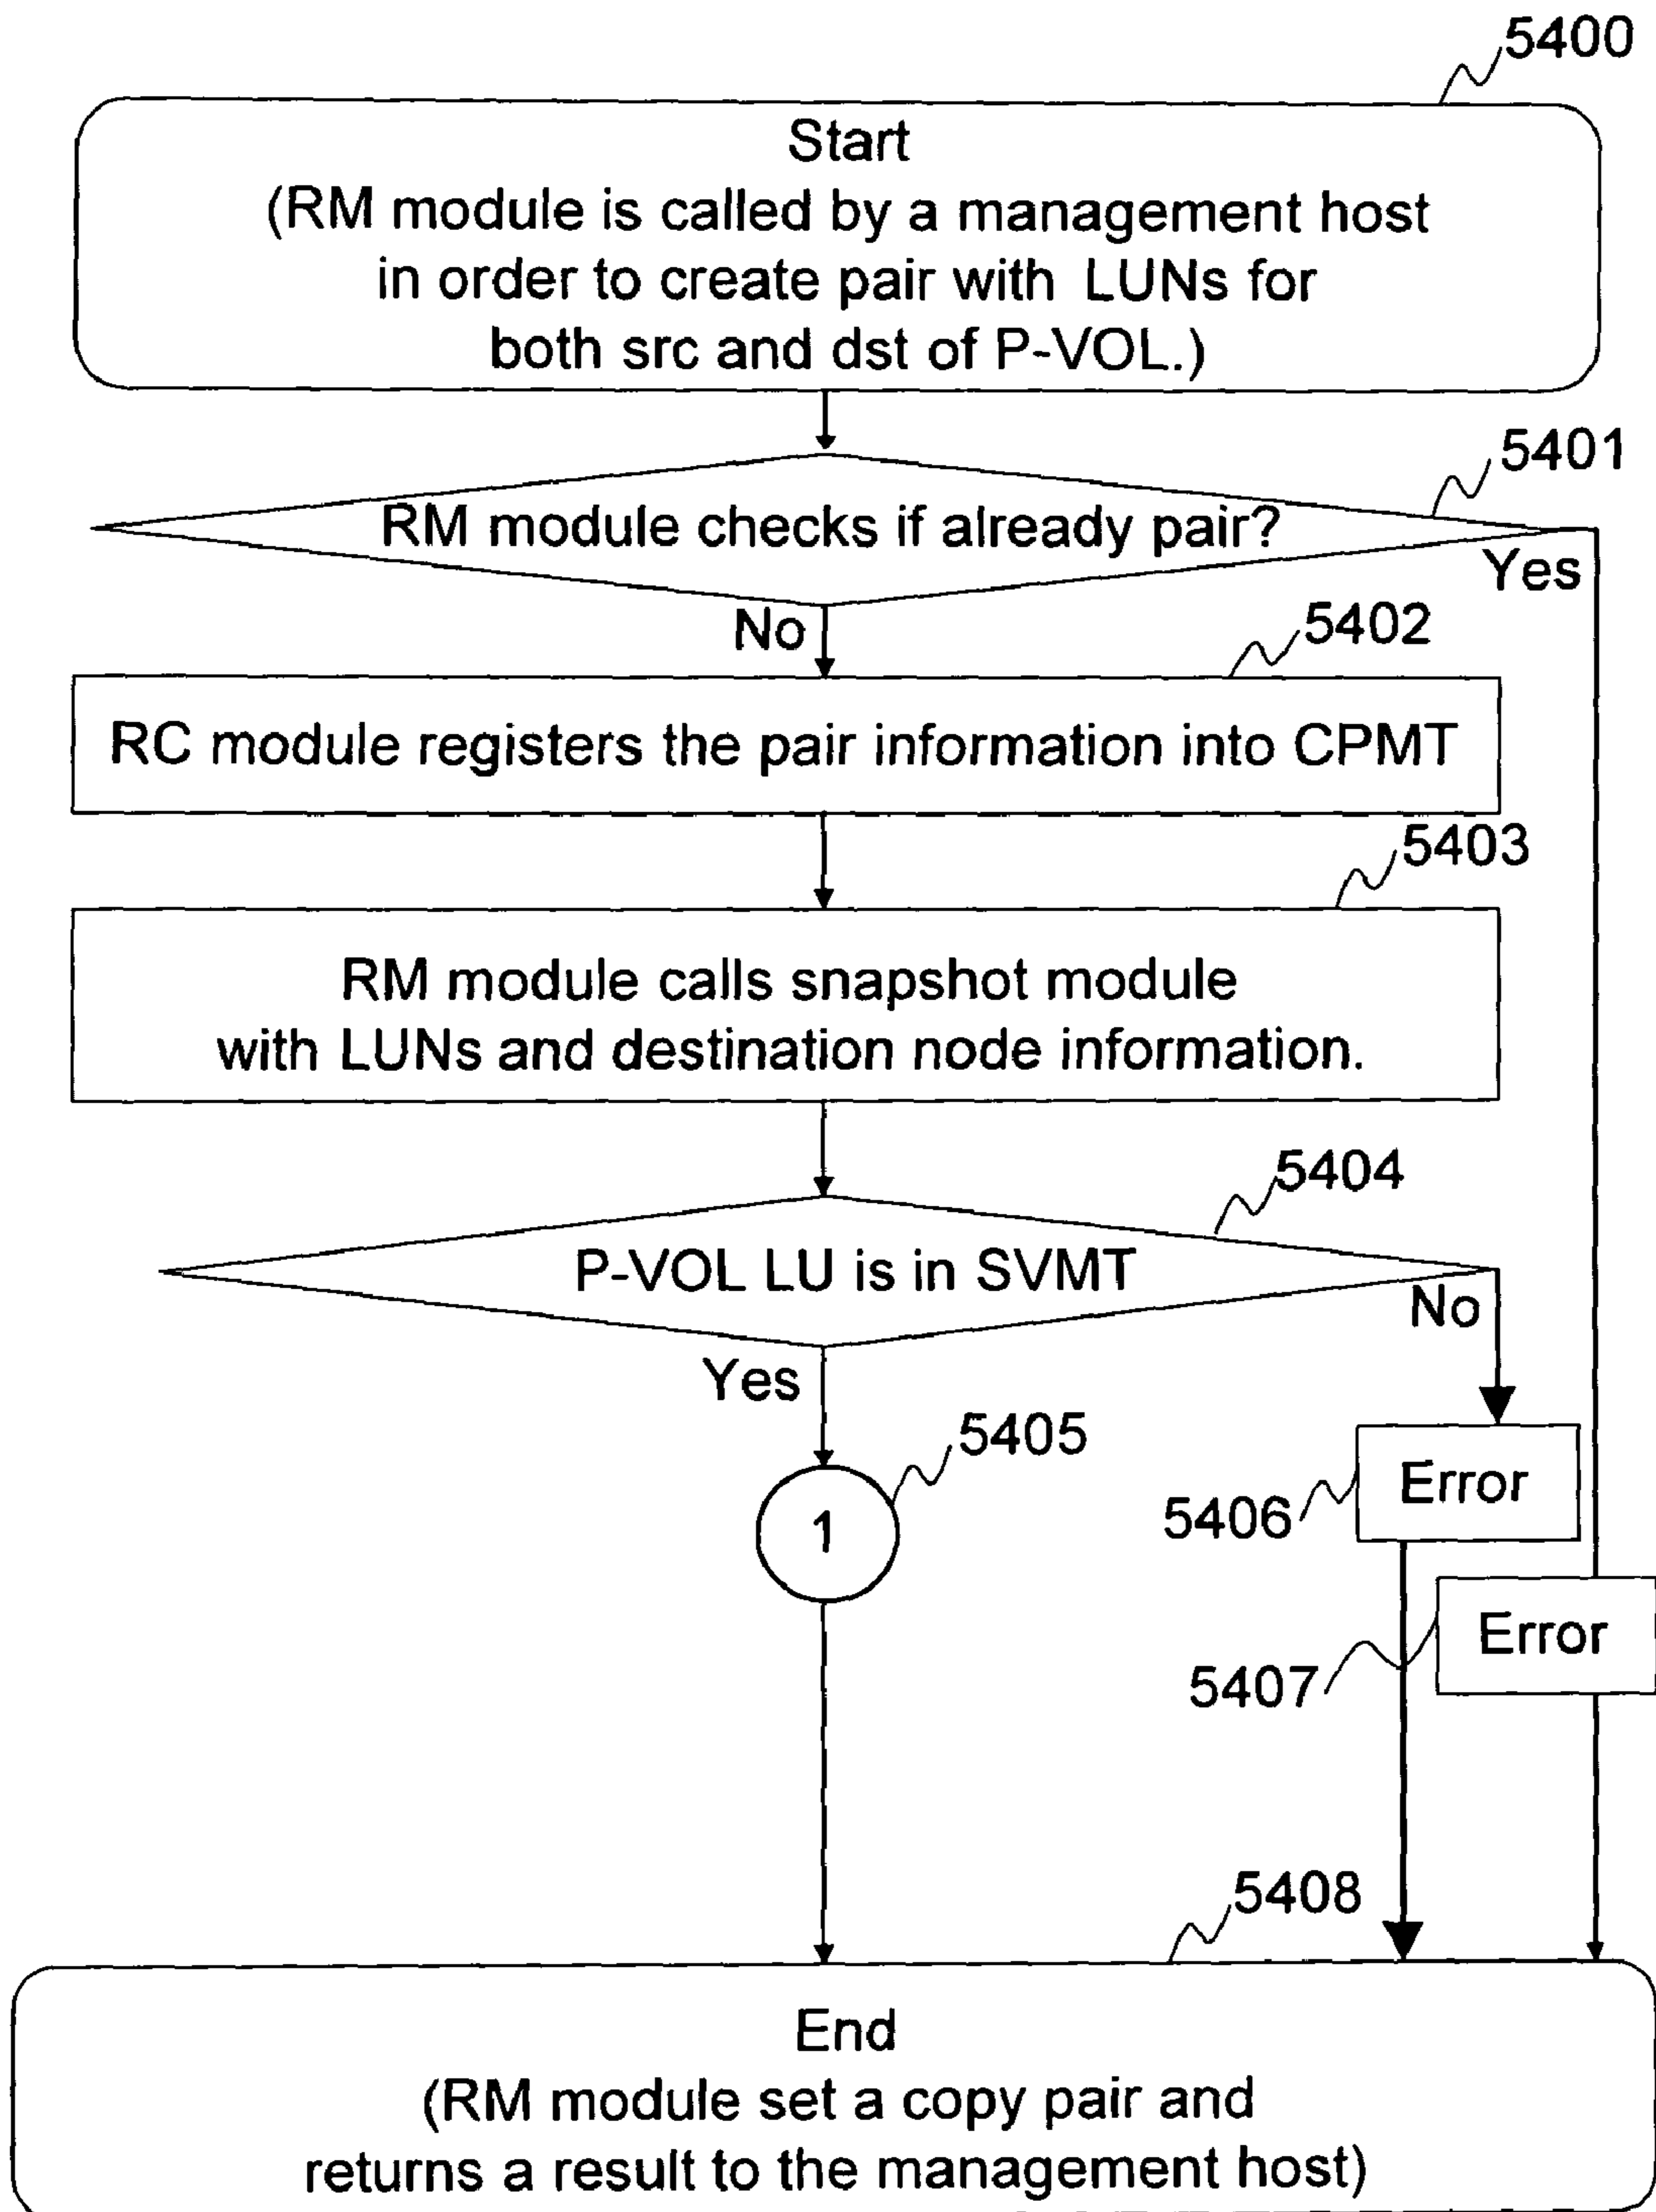 5400
Start
(RM module is called by a management host
in order to create pair with LUNs for
both src and dst of P-VOL.)
5401
RM module checks if already pair?
Yes
No
5402
RC module registers the pair information into CPMT
5403
RM module calls snapshot module
with LUNs and destination node information.
5404
P-VOL LU is in SVMT
No
Yes
5405
1
5406
Error
5407
Error
5408
End
(RM module set a copy pair and
returns a result to the management host)